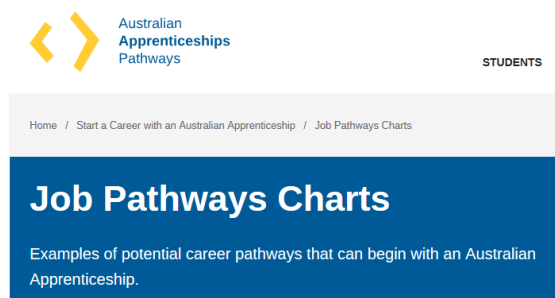 Australian
Apprenticeships
Pathways
STUDENTS
Home / Start a Career with an Australian Apprenticeship / Job Pathways Charts
Job Pathways Charts
Examples of potential career pathways that can begin with an Australian
Apprenticeship.